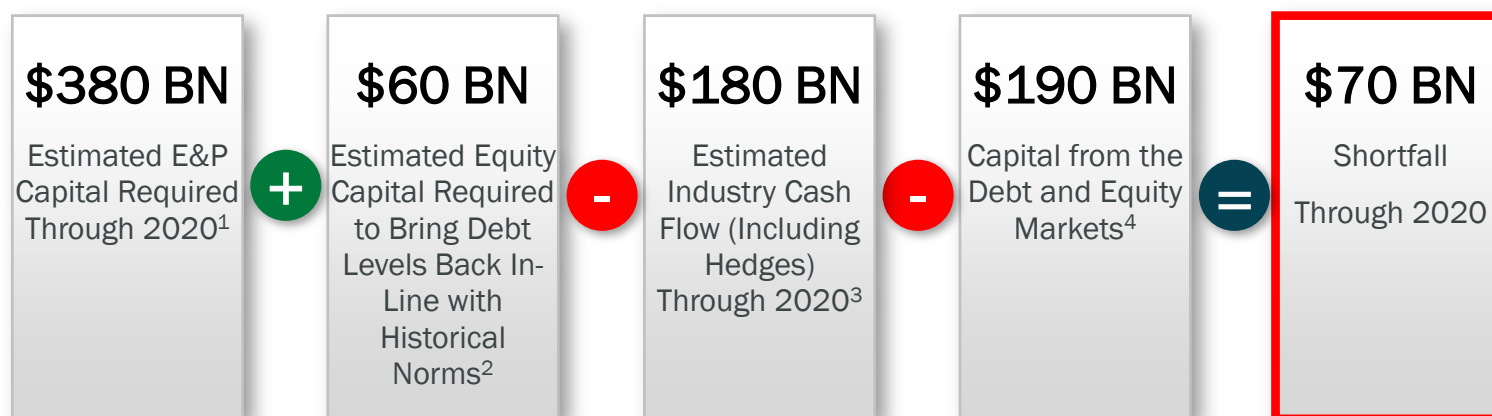 $380 BN
Estimated E&P
Capital Required
Through 2020¹
+
$60 BN
Estimated Equity
Capital Required
to Bring Debt
Levels Back In-
Line with
Historical
Norms²
-
$180 BN
Estimated
Industry Cash
Flow (Including
Hedges)
Through 2020³
-
$190 BN
Capital from the
Debt and Equity
Markets⁴
=
$70 BN
Shortfall
Through 2020